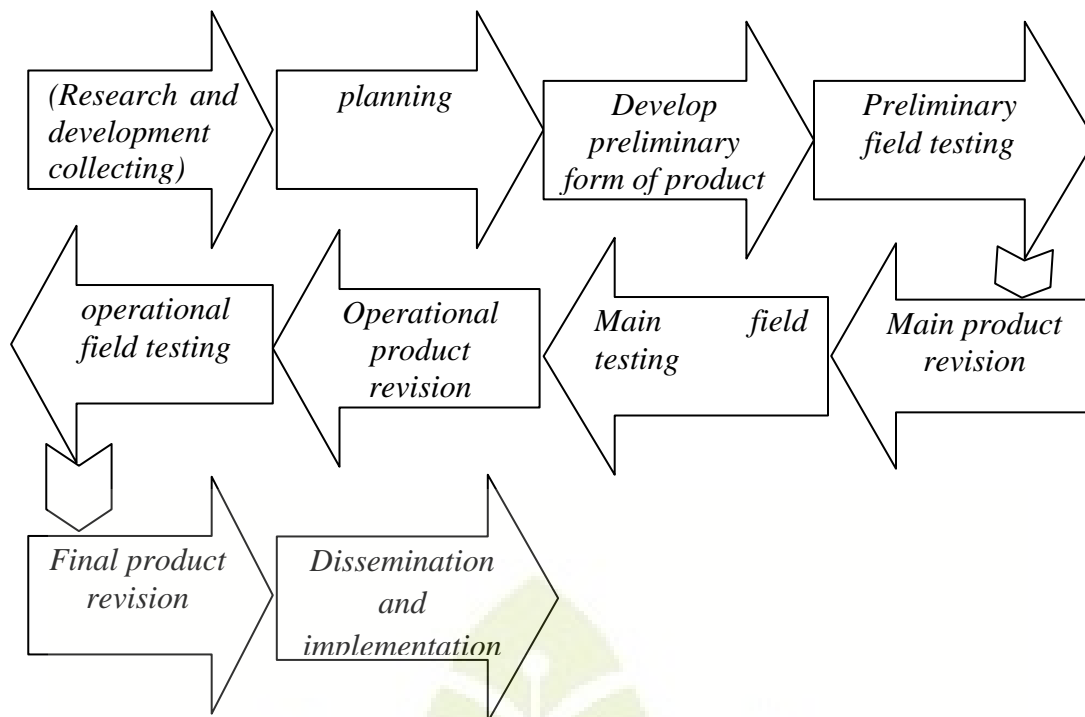 (Research and
development
collecting)
planning
Develop
preliminary
form of product
Preliminary
field testing
Main product
revision
Main field
testing
Operational
product
revision
operational
field testing
Final product
revision
Dissemination
and
implementation